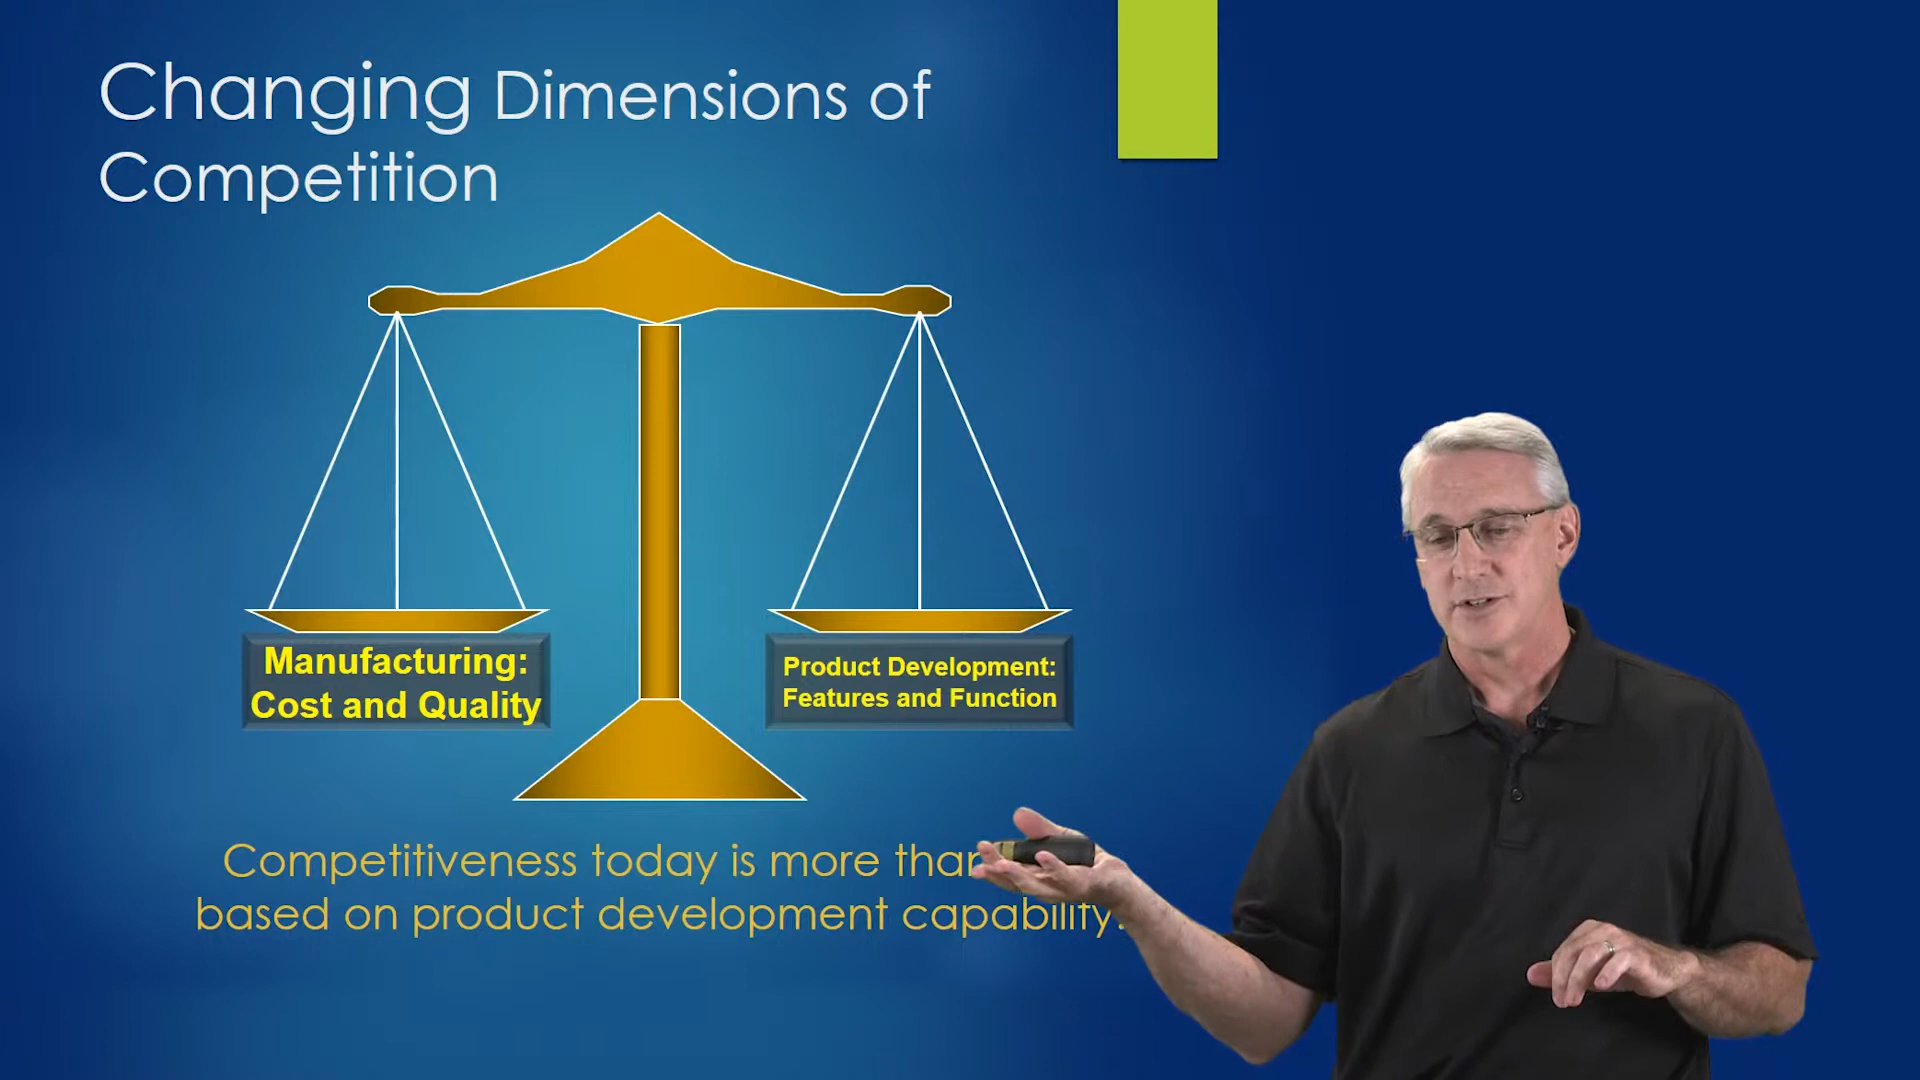 Changing Dimensions of
Competition
Manufacturing:
Cost and Quality
Product Development:
Features and Function
Competitiveness today is more
based on product development capability.